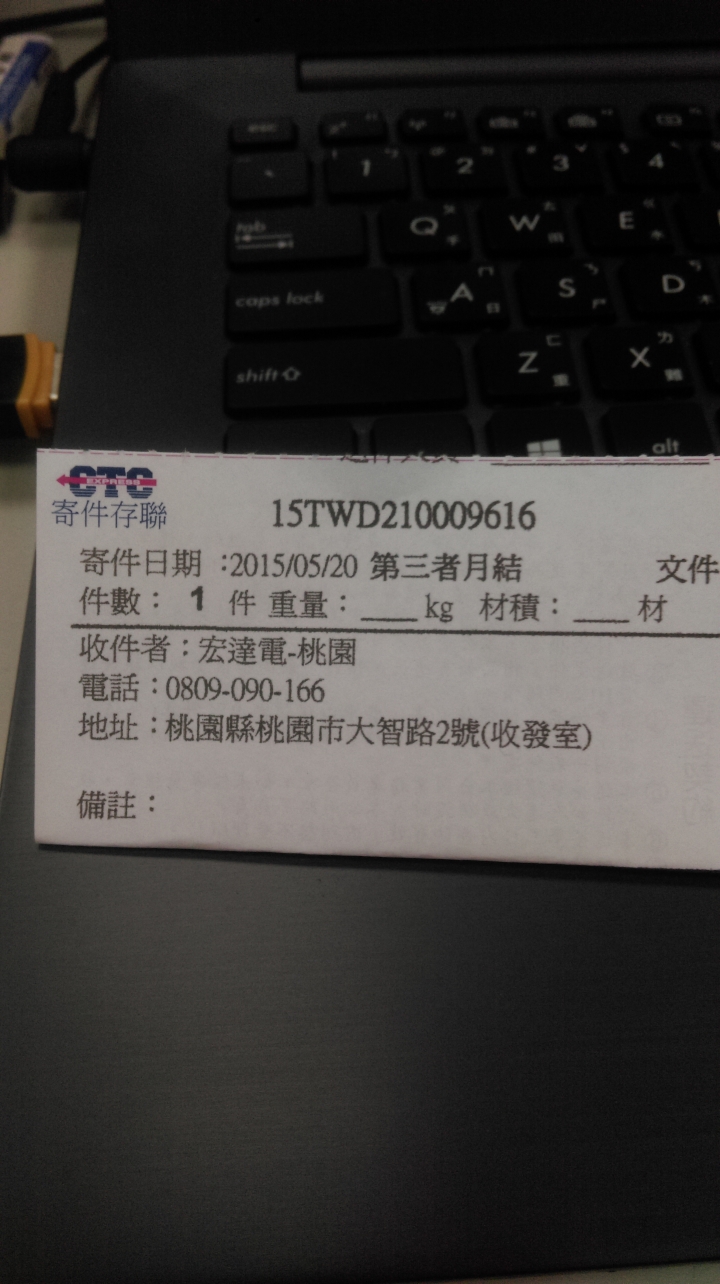 esc
1 2 3 4
tab Q W E
caps lock A S D
shift Z X
alt
CTC
EXPRESS
寄件存聯
15TWD210009616
寄件日期 :2015/05/20 第三者月結 文件
件數： 1 件 重量：____ kg 材積：____ 材
收件者：宏達電-桃園
電話：0809-090-166
地址：桃園縣桃園市大智路2號(收發室)
備註：